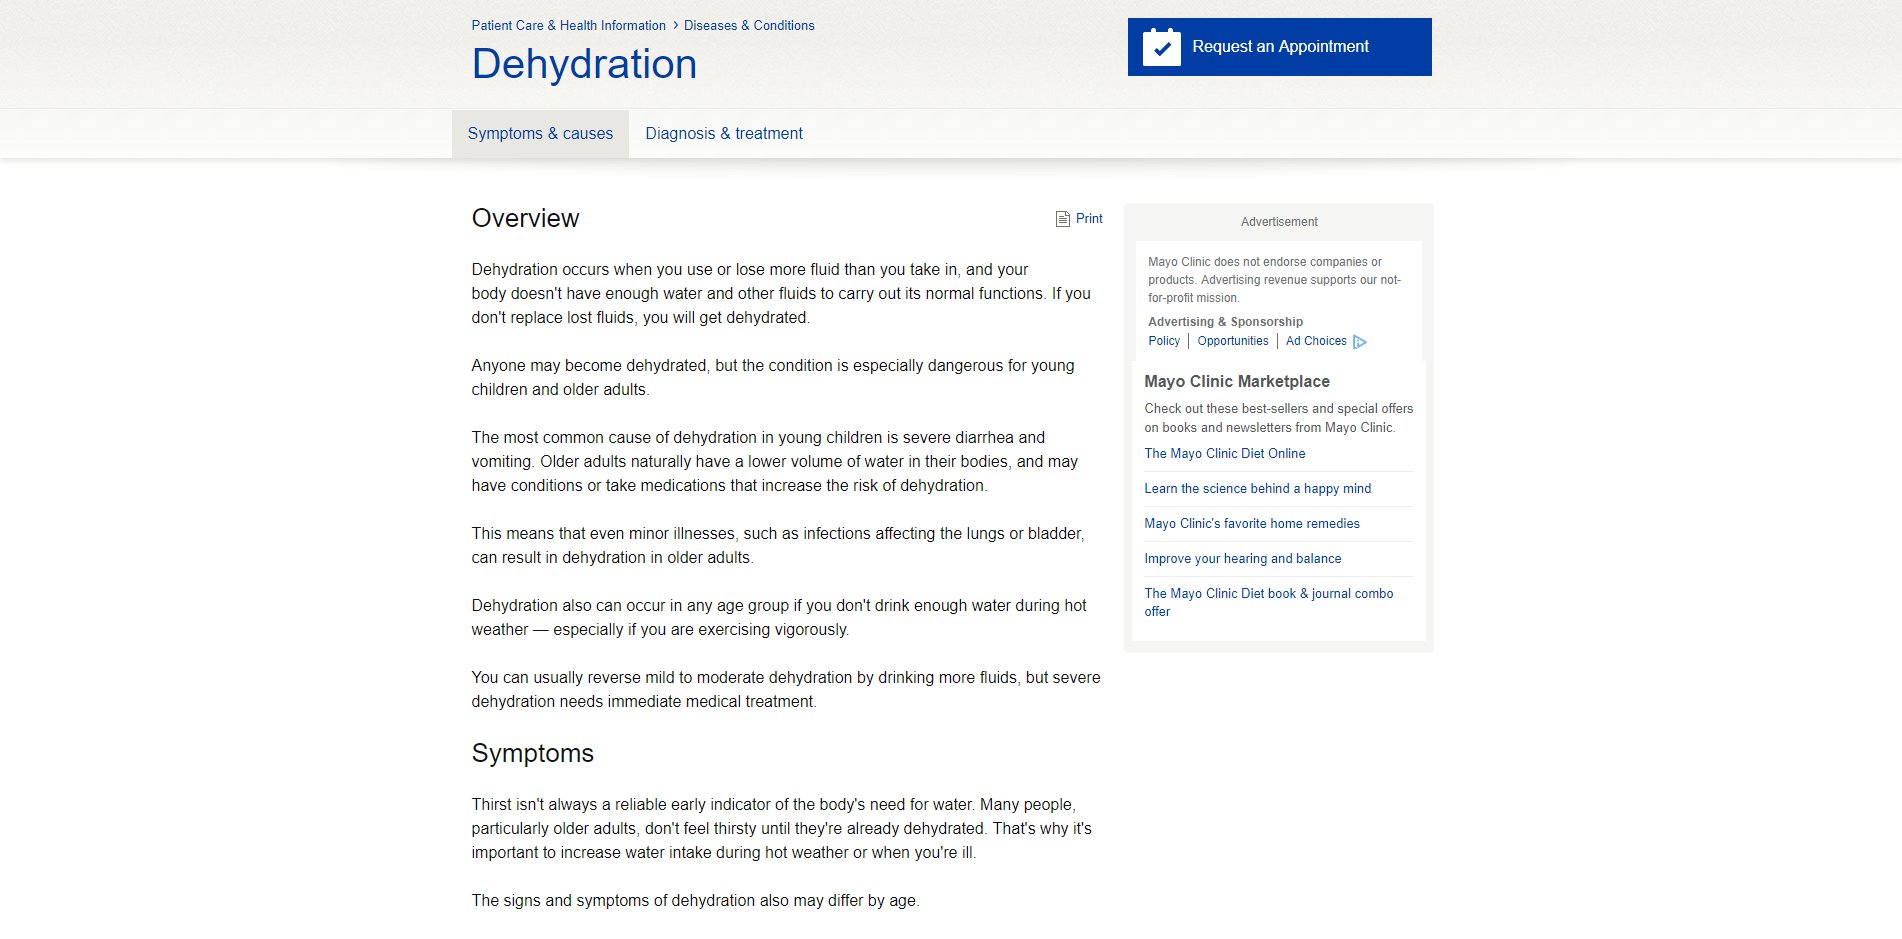 Patient Care & Health Information > Diseases & Conditions
Dehydration
Request an Appointment
Symptoms & causes
Diagnosis & treatment
Overview
Print
Dehydration occurs when you use or lose more fluid than you take in, and your
body doesn't have enough water and other fluids to carry out its normal functions. If you
don't replace lost fluids, you will get dehydrated.
Anyone may become dehydrated, but the condition is especially dangerous for young
children and older adults.
The most common cause of dehydration in young children is severe diarrhea and
vomiting. Older adults naturally have a lower volume of water in their bodies, and may
have conditions or take medications that increase the risk of dehydration.
This means that even minor illnesses, such as infections affecting the lungs or bladder,
can result in dehydration in older adults.
Dehydration also can occur in any age group if you don't drink enough water during hot
weather — especially if you are exercising vigorously.
You can usually reverse mild to moderate dehydration by drinking more fluids, but severe
dehydration needs immediate medical treatment.
Symptoms
Thirst isn't always a reliable early indicator of the body's need for water. Many people,
particularly older adults, don't feel thirsty until they're already dehydrated. That's why it's
important to increase water intake during hot weather or when you're ill.
The signs and symptoms of dehydration also may differ by age.
Advertisement
Mayo Clinic does not endorse companies or
products. Advertising revenue supports our not-
for-profit mission.
Advertising & Sponsorship
Policy | Opportunities | Ad Choices
Mayo Clinic Marketplace
Check out these best-sellers and special offers
on books and newsletters from Mayo Clinic.
The Mayo Clinic Diet Online
Learn the science behind a happy mind
Mayo Clinic's favorite home remedies
Improve your hearing and balance
The Mayo Clinic Diet book & journal combo
offer